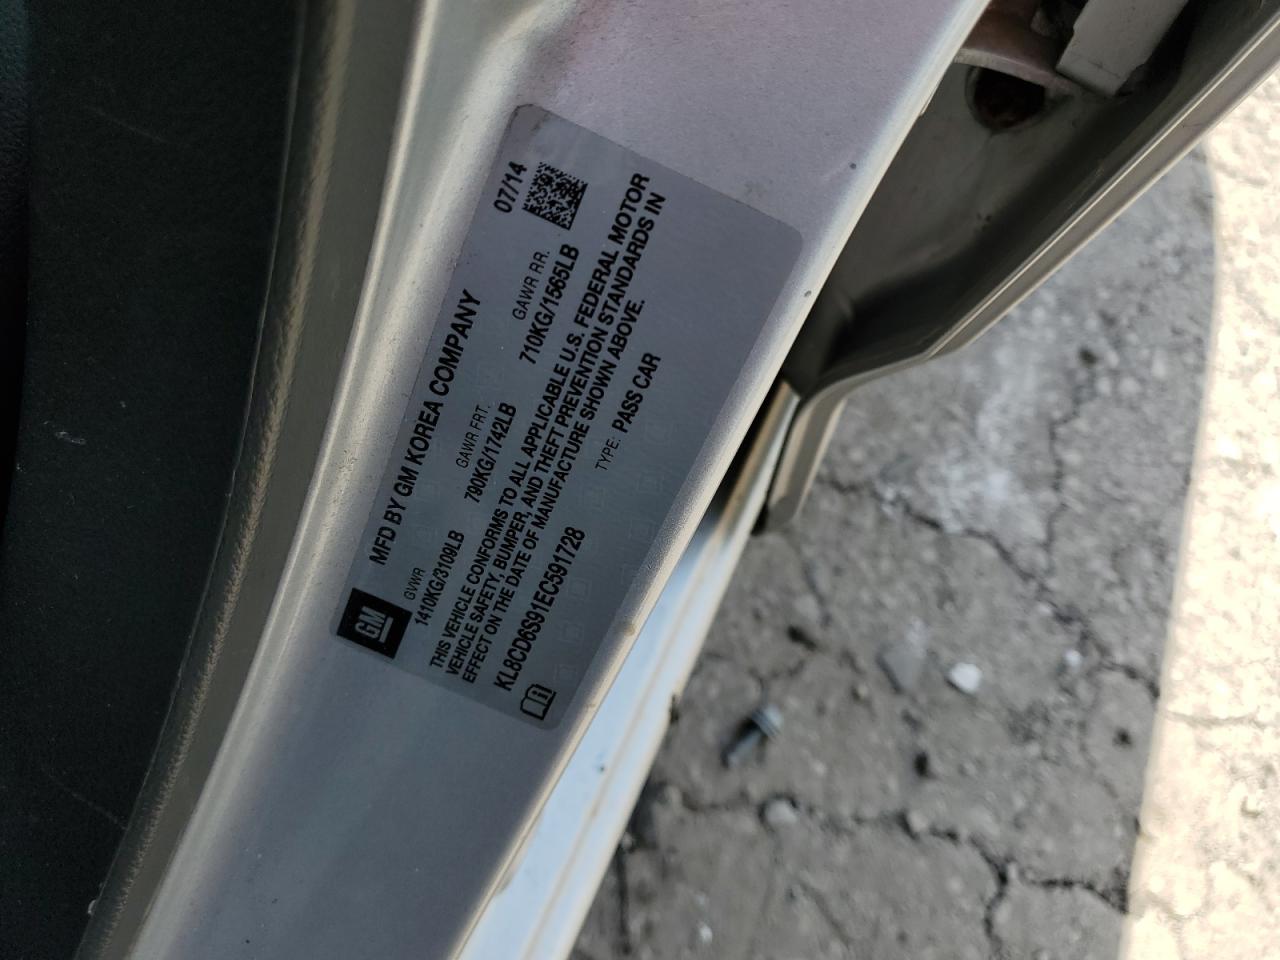 MFD BY GM KOREA COMPANY 07/14
GM
GVWR GAWR FRT. GAWR RR.
1410KG/3109LB 790KG/1742LB 710KG/1565LB
THIS VEHICLE CONFORMS TO ALL APPLICABLE U.S. FEDERAL MOTOR
VEHICLE SAFETY, BUMPER, AND THEFT PREVENTION STANDARDS IN
EFFECT ON THE DATE OF MANUFACTURE SHOWN ABOVE.
KL8CD6S91EC591728 TYPE: PASS CAR